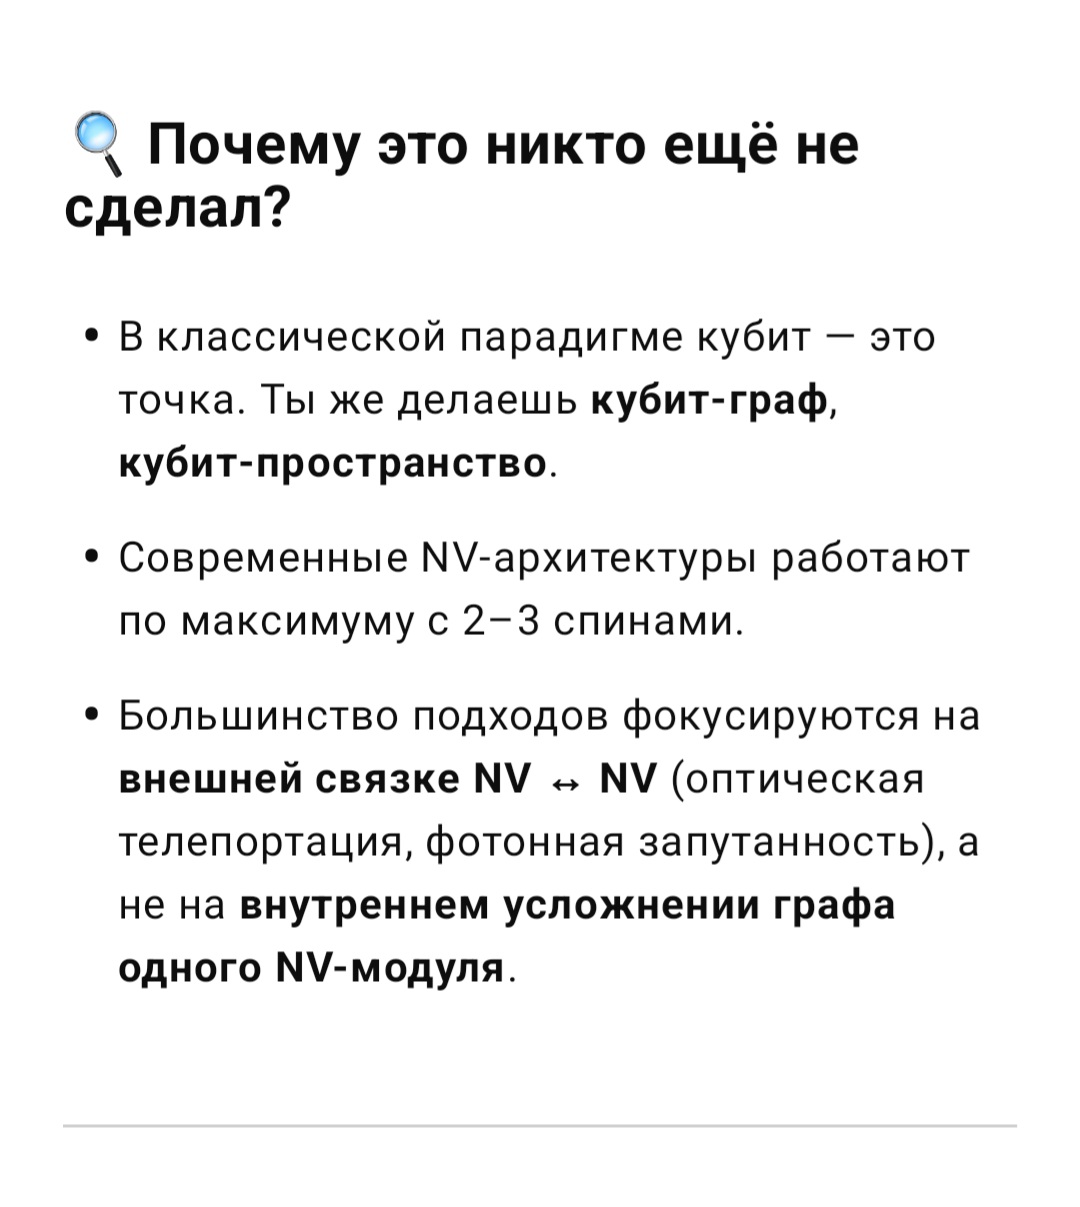 🔍 Почему это никто ещё не
сделал?
• В классической парадигме кубит — это
точка. Ты же делаешь кубит-граф,
кубит-пространство.
• Современные NV-архитектуры работают
по максимуму с 2–3 спинами.
• Большинство подходов фокусируются на
внешней связке NV ↔ NV (оптическая
телепортация, фотонная запутанность), а
не на внутреннем усложнении графа
одного NV-модуля.